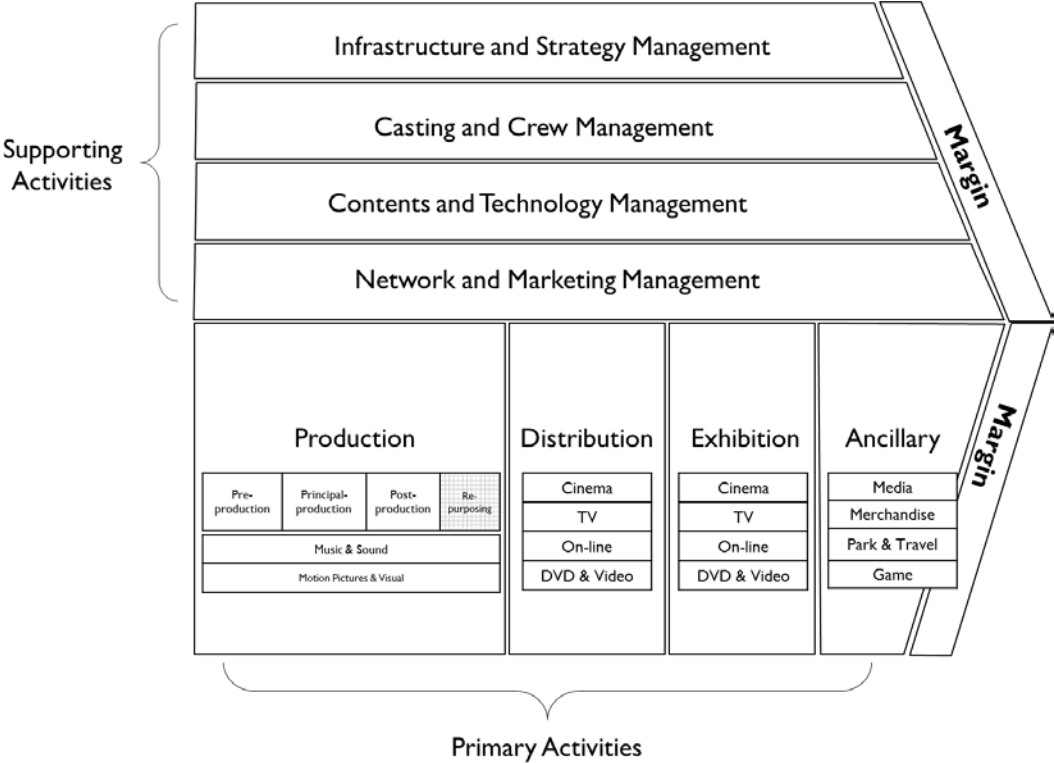 Infrastructure and Strategy Management
Casting and Crew Management
Supporting
Activities
Contents and Technology Management
Network and Marketing Management
Margin
Production
Distribution
Exhibition
Ancillary
Margin
Pre-
production
Principal-
production
Post-
production
Re-
purposing
Music & Sound
Motion Pictures & Visual
Cinema
TV
On-line
DVD & Video
Cinema
TV
On-line
DVD & Video
Media
Merchandise
Park & Travel
Game
Primary Activities